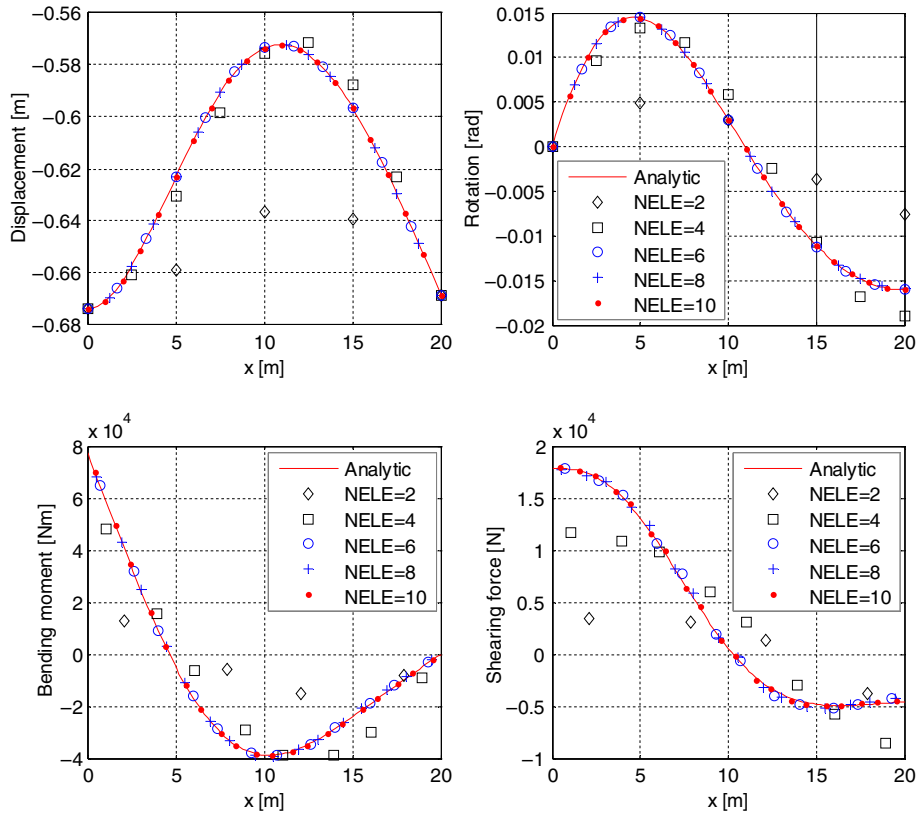 −0.56
−0.58
−0.6
−0.62
−0.64
−0.66
−0.68
Displacement [m]
0 5 10 15 20
x [m]
0.015
0.01
0.005
0
−0.005
−0.01
−0.015
−0.02
Rotation [rad]
Analytic
NELE=2
NELE=4
NELE=6
NELE=8
NELE=10
0 5 10 15 20
x [m]
x 10^4
8
6
4
2
0
−2
−4
Bending moment [Nm]
Analytic
NELE=2
NELE=4
NELE=6
NELE=8
NELE=10
0 5 10 15 20
x [m]
x 10^4
2
1.5
1
0.5
0
−0.5
−1
Shearing force [N]
Analytic
NELE=2
NELE=4
NELE=6
NELE=8
NELE=10
0 5 10 15 20
x [m]